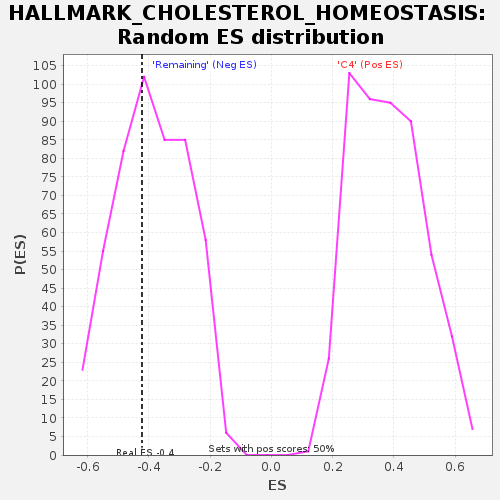 HALLMARK_CHOLESTEROL_HOMEOSTASIS:
Random ES distribution
'Remaining' (Neg ES)
'C4' (Pos ES)
105
100
95
90
85
80
75
70
65
60
55
50
45
40
35
30
25
20
15
10
5
0
P(ES)
Sets with pos scores: 50%
Real ES -0.4
-0.6 -0.4 -0.2 0.0 0.2 0.4 0.6
ES